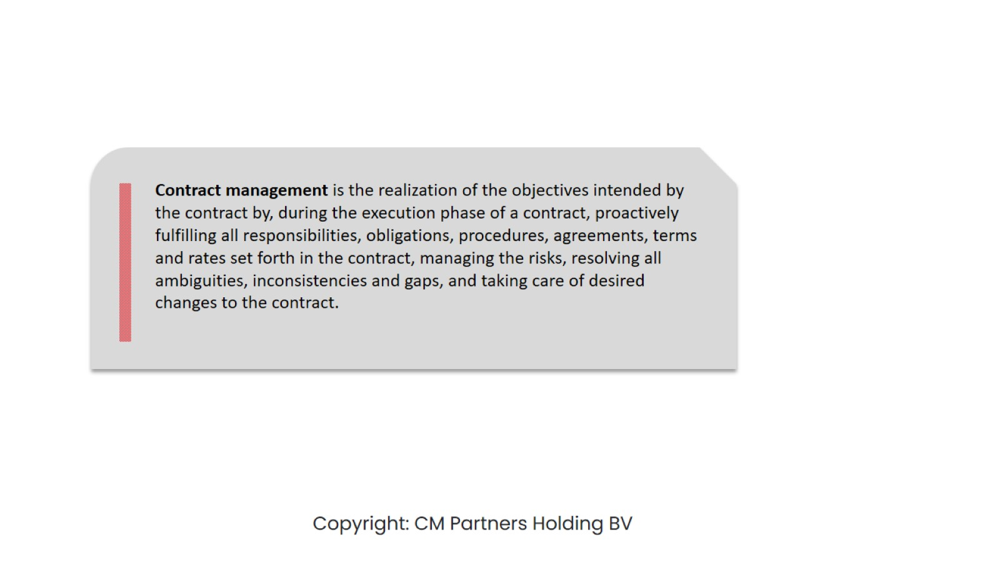 Contract management is the realization of the objectives intended by
the contract by, during the execution phase of a contract, proactively
fulfilling all responsibilities, obligations, procedures, agreements, terms
and rates set forth in the contract, managing the risks, resolving all
ambiguities, inconsistencies and gaps, and taking care of desired
changes to the contract.
Copyright: CM Partners Holding BV